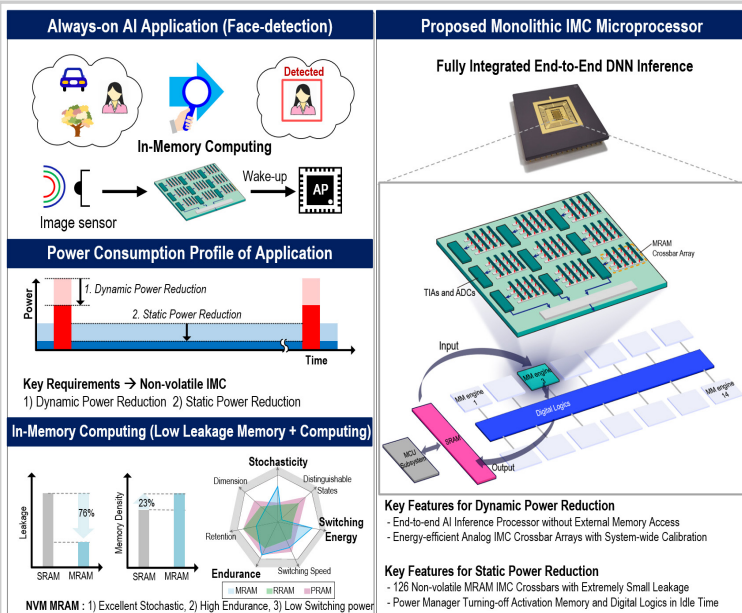 Always-on AI Application (Face-detection)
Detected
In-Memory Computing
Wake-up
AP
Image sensor
Power Consumption Profile of Application
Power
1. Dynamic Power Reduction
2. Static Power Reduction
Time
Key Requirements → Non-volatile IMC
1) Dynamic Power Reduction 2) Static Power Reduction
In-Memory Computing (Low Leakage Memory + Computing)
Leakage
76%
SRAM MRAM
Memory Density
23%
SRAM MRAM
Stochasticity
Dimension
Distinguishable
States
Switching
Energy
Retention
Endurance
Switching Speed
MRAM RRAM PRAM
NVM MRAM : 1) Excellent Stochastic, 2) High Endurance, 3) Low Switching power
Proposed Monolithic IMC Microprocessor
Fully Integrated End-to-End DNN Inference
MRAM
Crossbar Array
TIAs and ADCs
Input
MM engine
1
MM engine
2
MM engine
14
Digital Logics
SRAM
MCU
Subsystem
Output
Key Features for Dynamic Power Reduction
- End-to-end AI Inference Processor without External Memory Access
- Energy-efficient Analog IMC Crossbar Arrays with System-wide Calibration
Key Features for Static Power Reduction
- 126 Non-volatile MRAM IMC Crossbars with Extremely Small Leakage
- Power Manager Turning-off Activation Memory and Digital Logics in Idle Time